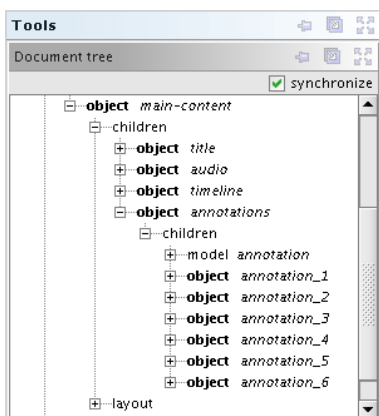 Tools
Document tree
synchronize
object main-content
children
object title
object audio
object timeline
object annotations
children
model annotation
object annotation_1
object annotation_2
object annotation_3
object annotation_4
object annotation_5
object annotation_6
layout